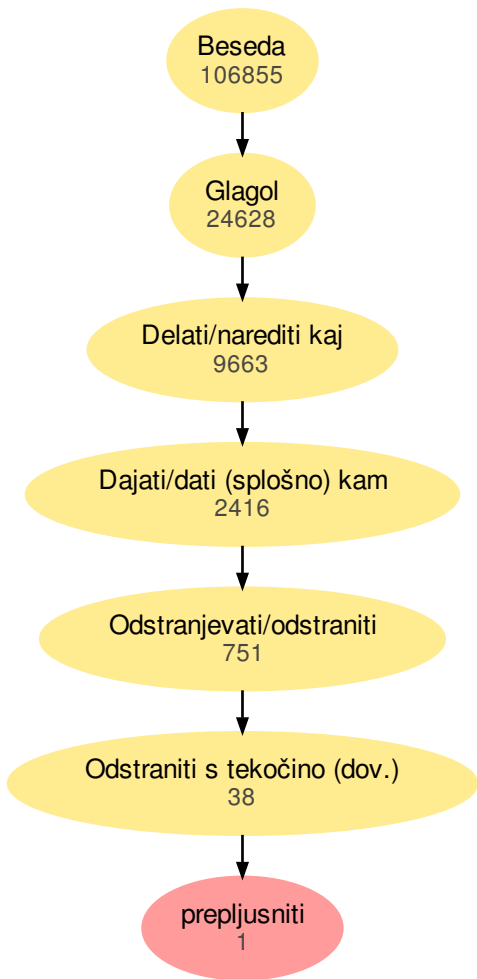 Beseda
106855
Glagol
24628
Delati/narediti kaj
9663
Dajati/dati (splošno) kam
2416
Odstranjevati/odstraniti
751
Odstraniti s tekočino (dov.)
38
prepljusniti
1